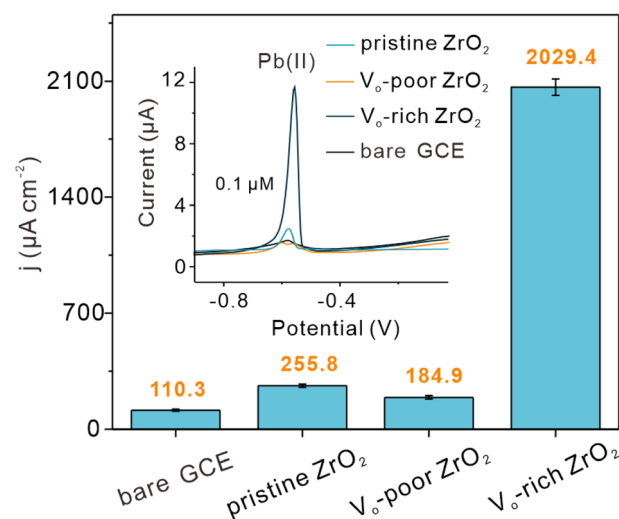 pristine ZrO₂
Vₒ-poor ZrO₂
Vₒ-rich ZrO₂
bare GCE
Pb(II)
0.1 μM
Current (μA)
12
8
4
0
-0.8
-0.4
Potential (V)
j (μA cm⁻²)
2100
1400
700
0
110.3
255.8
184.9
2029.4
bare GCE
pristine ZrO₂
Vₒ-poor ZrO₂
Vₒ-rich ZrO₂